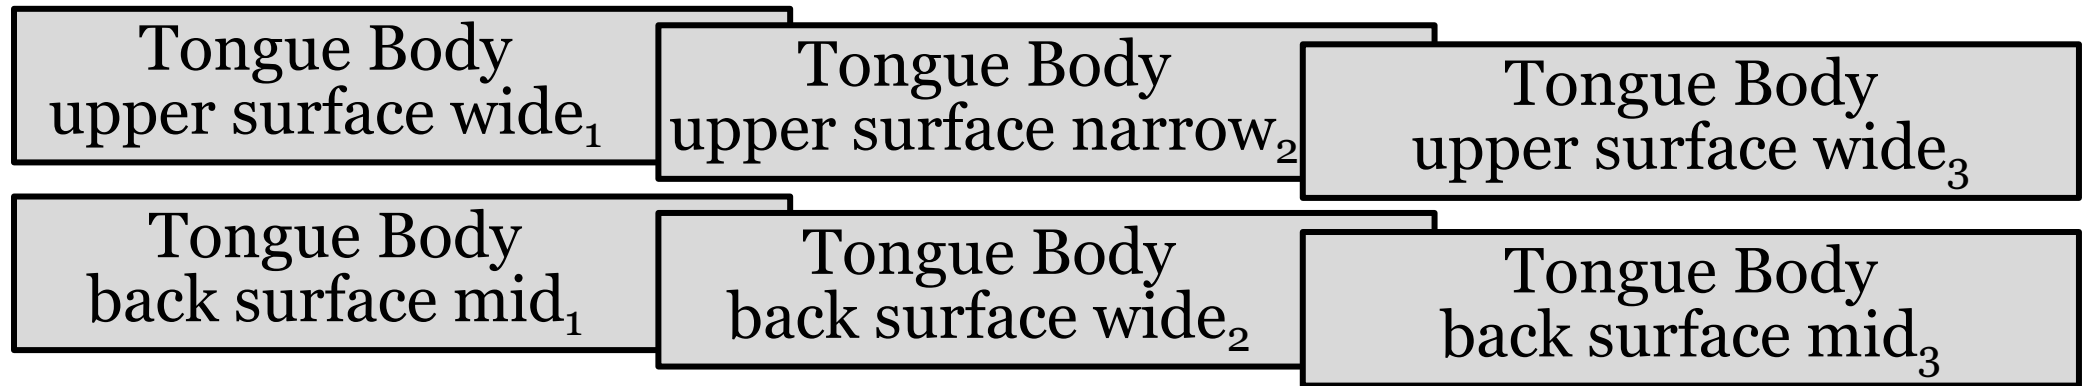 Tongue Body
upper surface wide₁
Tongue Body
upper surface narrow₂
Tongue Body
upper surface wide₃
Tongue Body
back surface mid₁
Tongue Body
back surface wide₂
Tongue Body
back surface mid₃